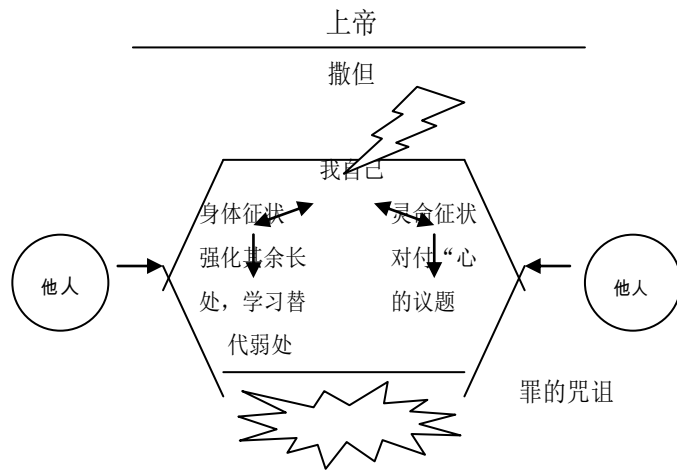 上帝
撒但
我自己
身体征状
强化其余长
处，学习替
代弱处
灵命征状
对付“心
的议题
他人
他人
罪的咒诅